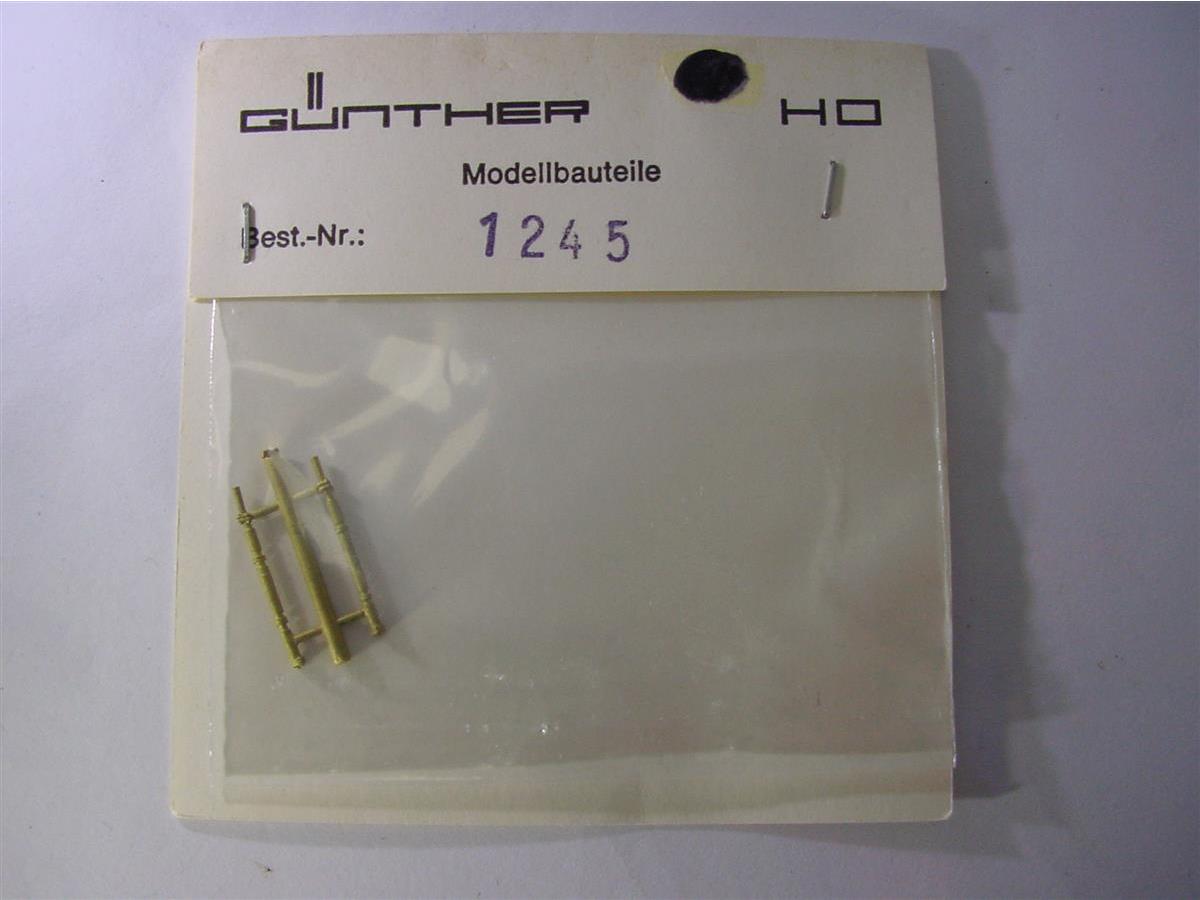 GÜNTHER HO
Modellbauteile
Best.-Nr.: 1245